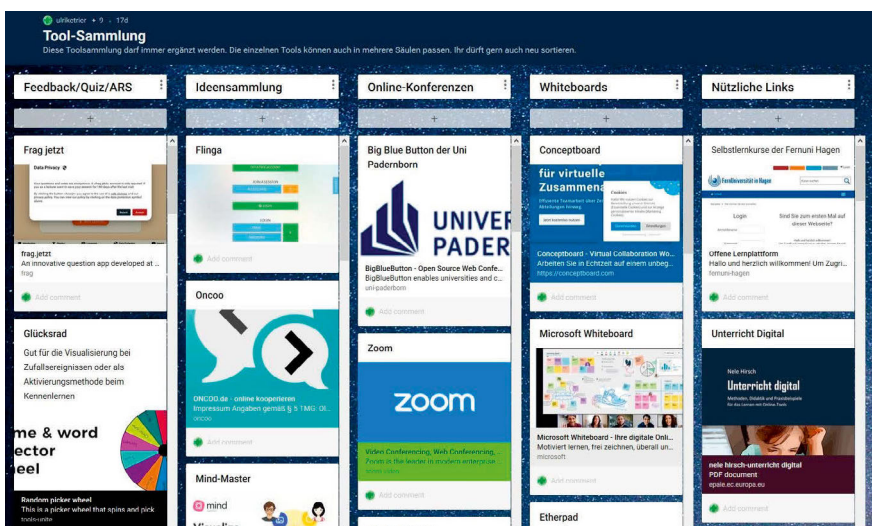 ulriketrier + 9 . 17d
Tool-Sammlung
Diese Toolsammlung darf immer ergänzt werden. Die einzelnen Tools können auch in mehrere Säulen passen. Ihr dürft gern auch neu sortieren.
Feedback/Quiz/ARS
Frag jetzt
Data Privacy
frag.jetzt
An innovative question app developed at ...
frag
Add comment
Glücksrad
Gut für die Visualisierung bei
Zufallsereignissen oder als
Aktivierungsmethode beim
Kennenlernen
me & word
ector
eel
Random picker wheel
This is a picker wheel that spins and pick
tools-unite
Ideensammlung
Flinga
Add comment
Oncoo
ONCOO.de - online kooperieren
Impressum Angaben gemäß § 5 TMG: Ol...
oncoo
Add comment
Mind-Master
mind
Online-Konferenzen
Big Blue Button der Uni
Padernborn
UNIVER
PADER
BigBlueButton - Open Source Web Confe...
BigBlueButton enables universities and c...
uni-paderborn
Add comment
Zoom
zoom
Video Conferencing, Web Conferencing, ...
Zoom is the leader in modern enterprise
Add comment
Whiteboards
Conceptboard
für virtuelle
Zusammena
Cookies
Conceptboard - Virtual Collaboration Wo...
Arbeiten Sie in Echtzeit auf einem unbeg...
https://conceptboard.com
Add comment
Microsoft Whiteboard
Microsoft Whiteboard - Ihre digitale Onli...
Motiviert lernen, frei zeichnen, überall un...
microsoft
Add comment
Etherpad
Nützliche Links
Selbstlernkurse der Fernuni Hagen
FernUniversität in Hagen
Login
Sind Sie zum ersten Mal auf
dieser Webseite?
Offene Lernplattform
Hallo und herzlich willkommen! Um Zugri...
fernuni-hagen
Add comment
Unterricht Digital
Nele Hirsch
Unterricht digital
Methoden, Didaktik und Praxisbeispiele
für das Lernen mit Online-Tools
nele hirsch-unterricht digital
PDF document
epale.ec.europa.eu
Add comment